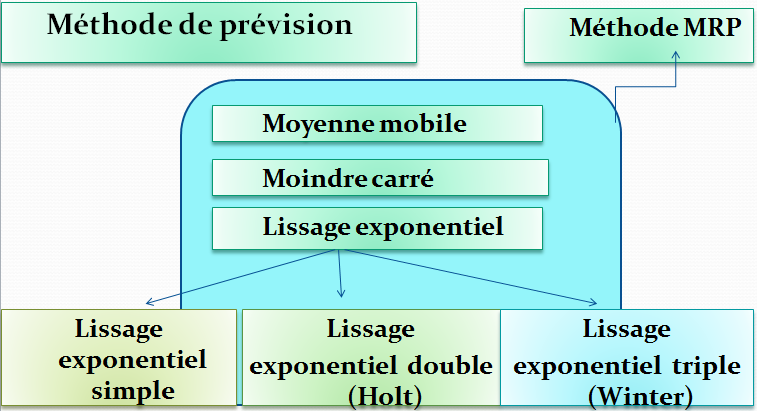 Méthode de prévision
Méthode MRP
Moyenne mobile
Moindre carré
Lissage exponentiel
Lissage
exponentiel
simple
Lissage
exponentiel double
(Holt)
Lissage
exponentiel triple
(Winter)